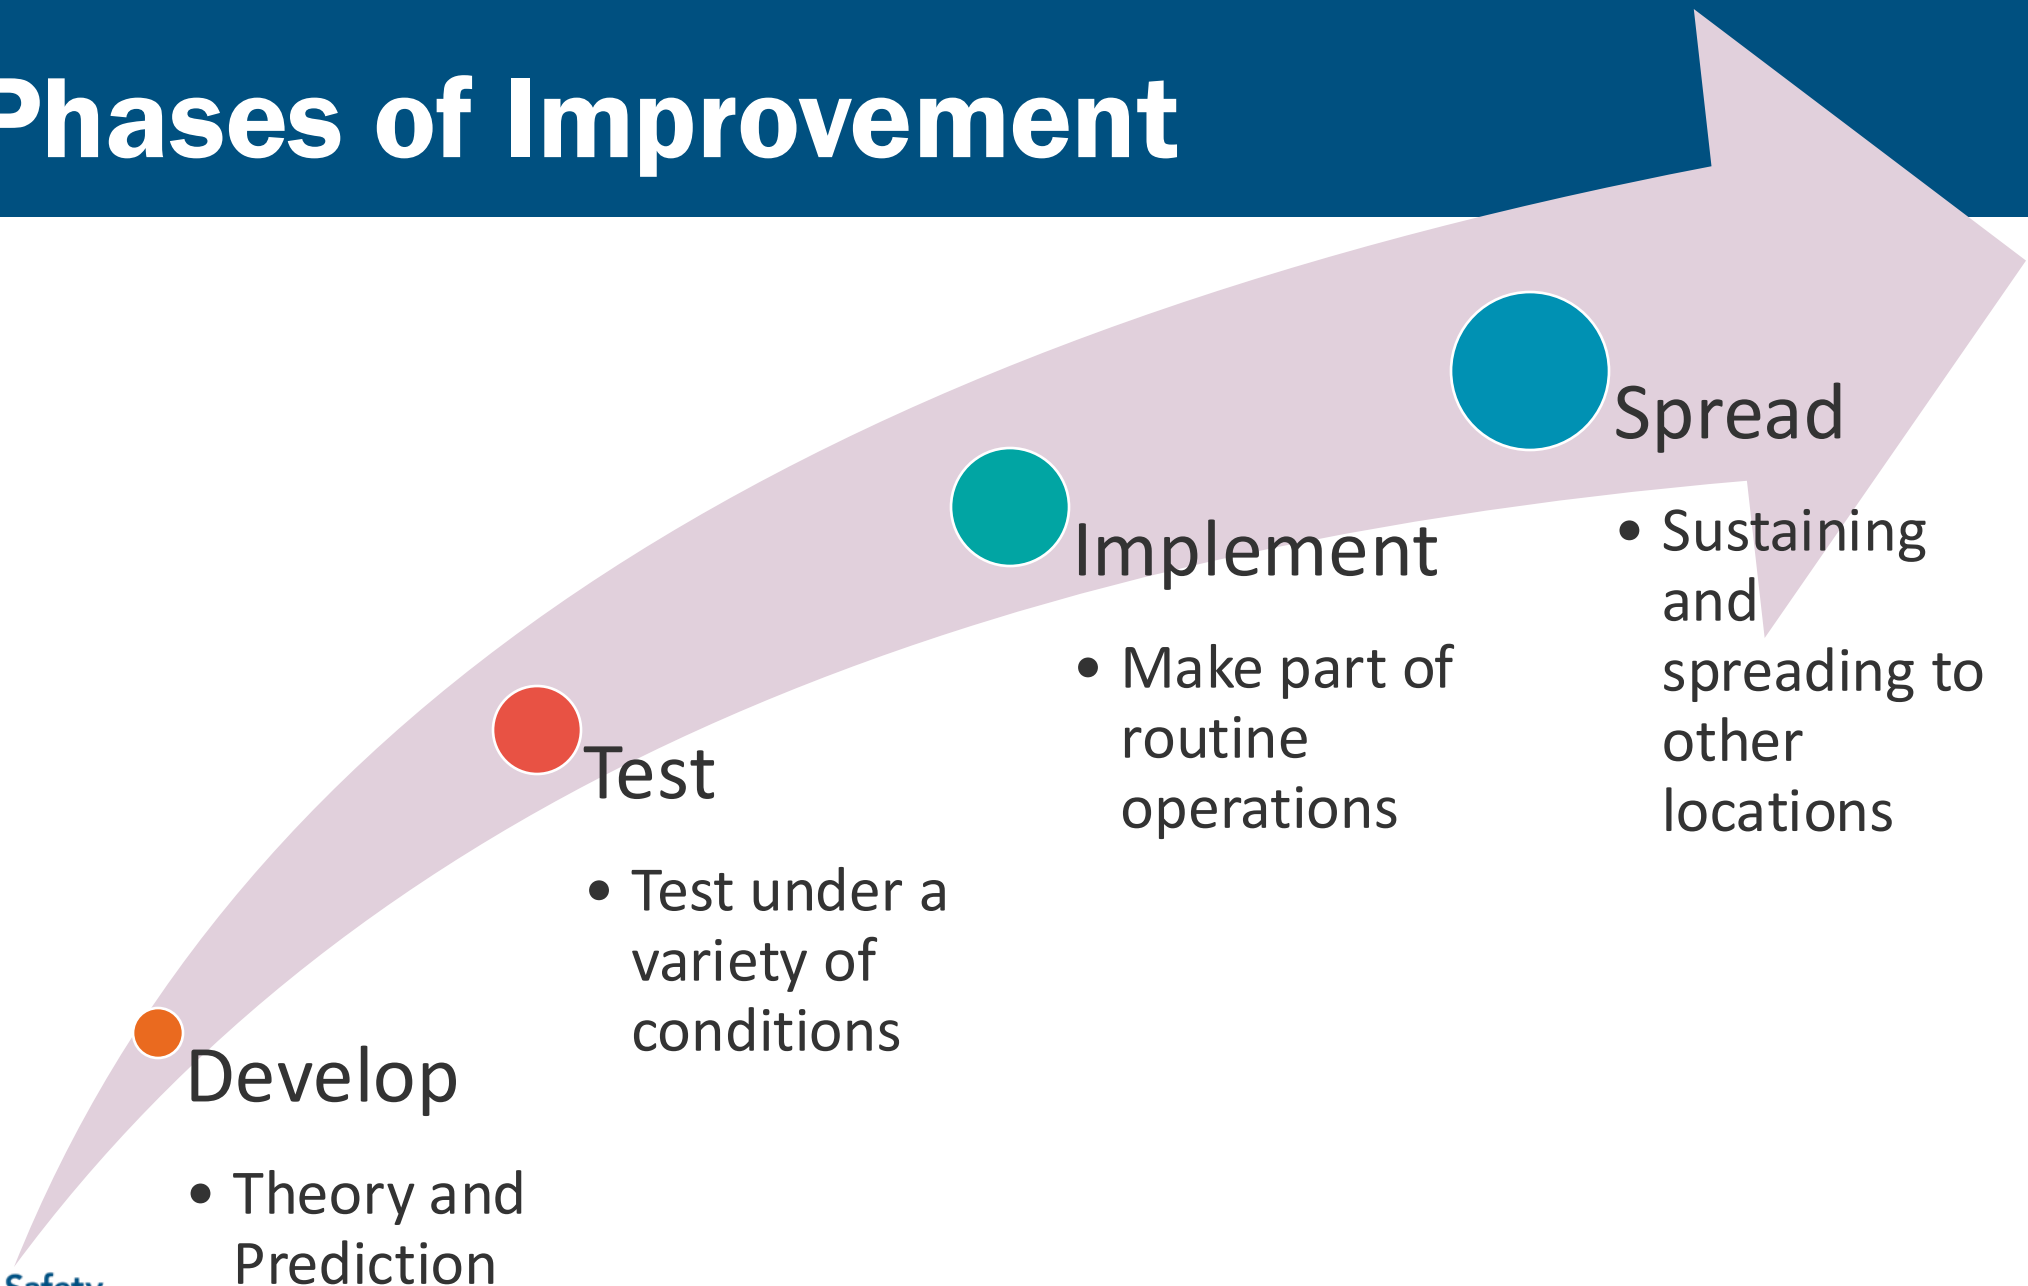 Phases of Improvement
Spread
• Sustaining
and
spreading to
other
locations
Implement
• Make part of
routine
operations
Test
• Test under a
variety of
conditions
Develop
• Theory and
Prediction
Safety